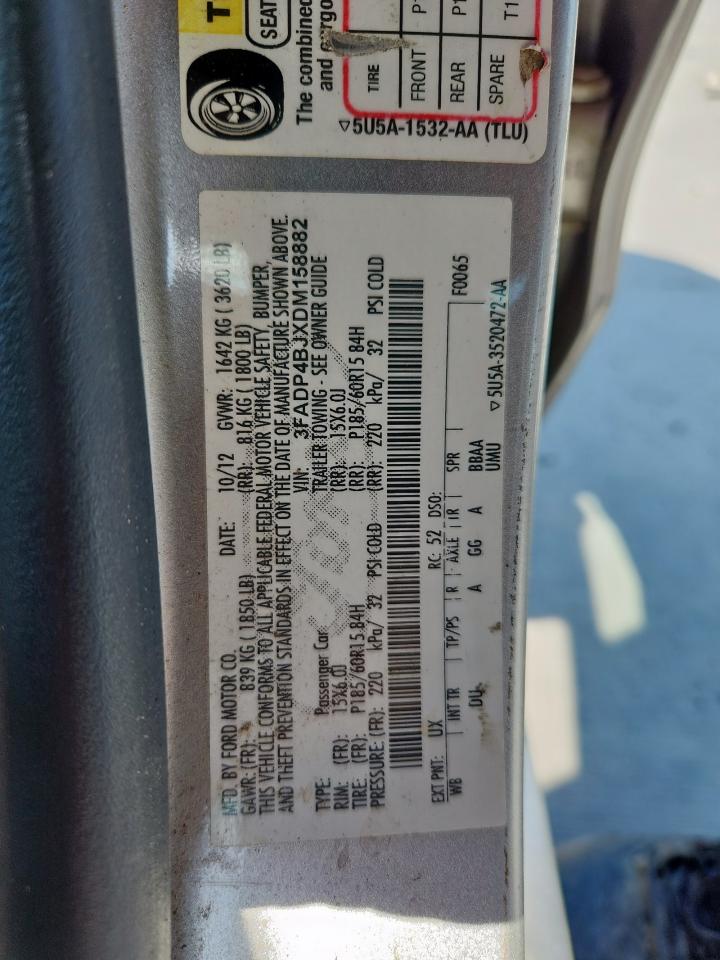 T
SEAT
The combined
and cargo
TIRE
FRONT P1
REAR P1
SPARE T1
▽5U5A-1532-AA (TLU)
MFD. BY FORD MOTOR CO. DATE: 10/12 GVWR: 1642 KG ( 3620 LB)
GAWR: (FR): 839 KG ( 1850 LB) (RR): 816 KG ( 1800 LB)
THIS VEHICLE CONFORMS TO ALL APPLICABLE FEDERAL MOTOR VEHICLE SAFETY, BUMPER,
AND THEFT PREVENTION STANDARDS IN EFFECT ON THE DATE OF MANUFACTURE SHOWN ABOVE.
VIN: 3FADP4BJXDM158882
TYPE: Passenger Car TRAILER TOWING - SEE OWNER GUIDE
RIM: (FR): 15X6.0J (RR): 15X6.0J
TIRE: (FR): P185/60R15 84H (RR): P185/60R15 84H
PRESSURE (FR): 220 kPa/ 32 PSI COLD (RR): 220 kPa/ 32 PSI COLD
EXT PNT: UX RC: 52 DSO: F0065
WB INT TR TP/PS R AXLE TR SPR
DU A GG A BBAA
UMU
▽5U5A-3520472-AA